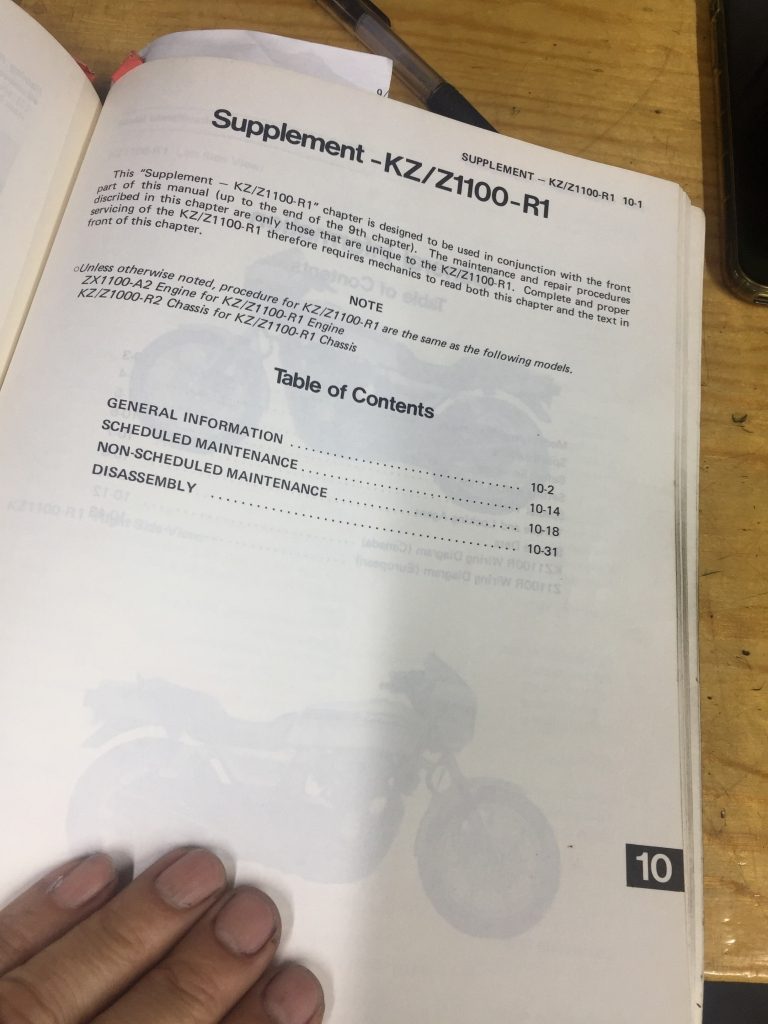 SUPPLEMENT – KZ/Z1100-R1 10-1
Supplement -KZ/Z1100-R1
This "Supplement – KZ/Z1100-R1" chapter is designed to be used in conjunction with the front
part of this manual (up to the end of the 9th chapter). The maintenance and repair procedures
discribed in this chapter are only those that are unique to the KZ/Z1100-R1. Complete and proper
servicing of the KZ/Z1100-R1 therefore requires mechanics to read both this chapter and the text in
front of this chapter.
NOTE
○Unless otherwise noted, procedure for KZ/Z1100-R1 are the same as the following models.
ZX1100-A2 Engine for KZ/Z1100-R1 Engine
KZ/Z1000-R2 Chassis for KZ/Z1100-R1 Chassis
Table of Contents
GENERAL INFORMATION .............................. 10-2
SCHEDULED MAINTENANCE .............................. 10-14
NON-SCHEDULED MAINTENANCE .............................. 10-18
DISASSEMBLY .............................. 10-31
10